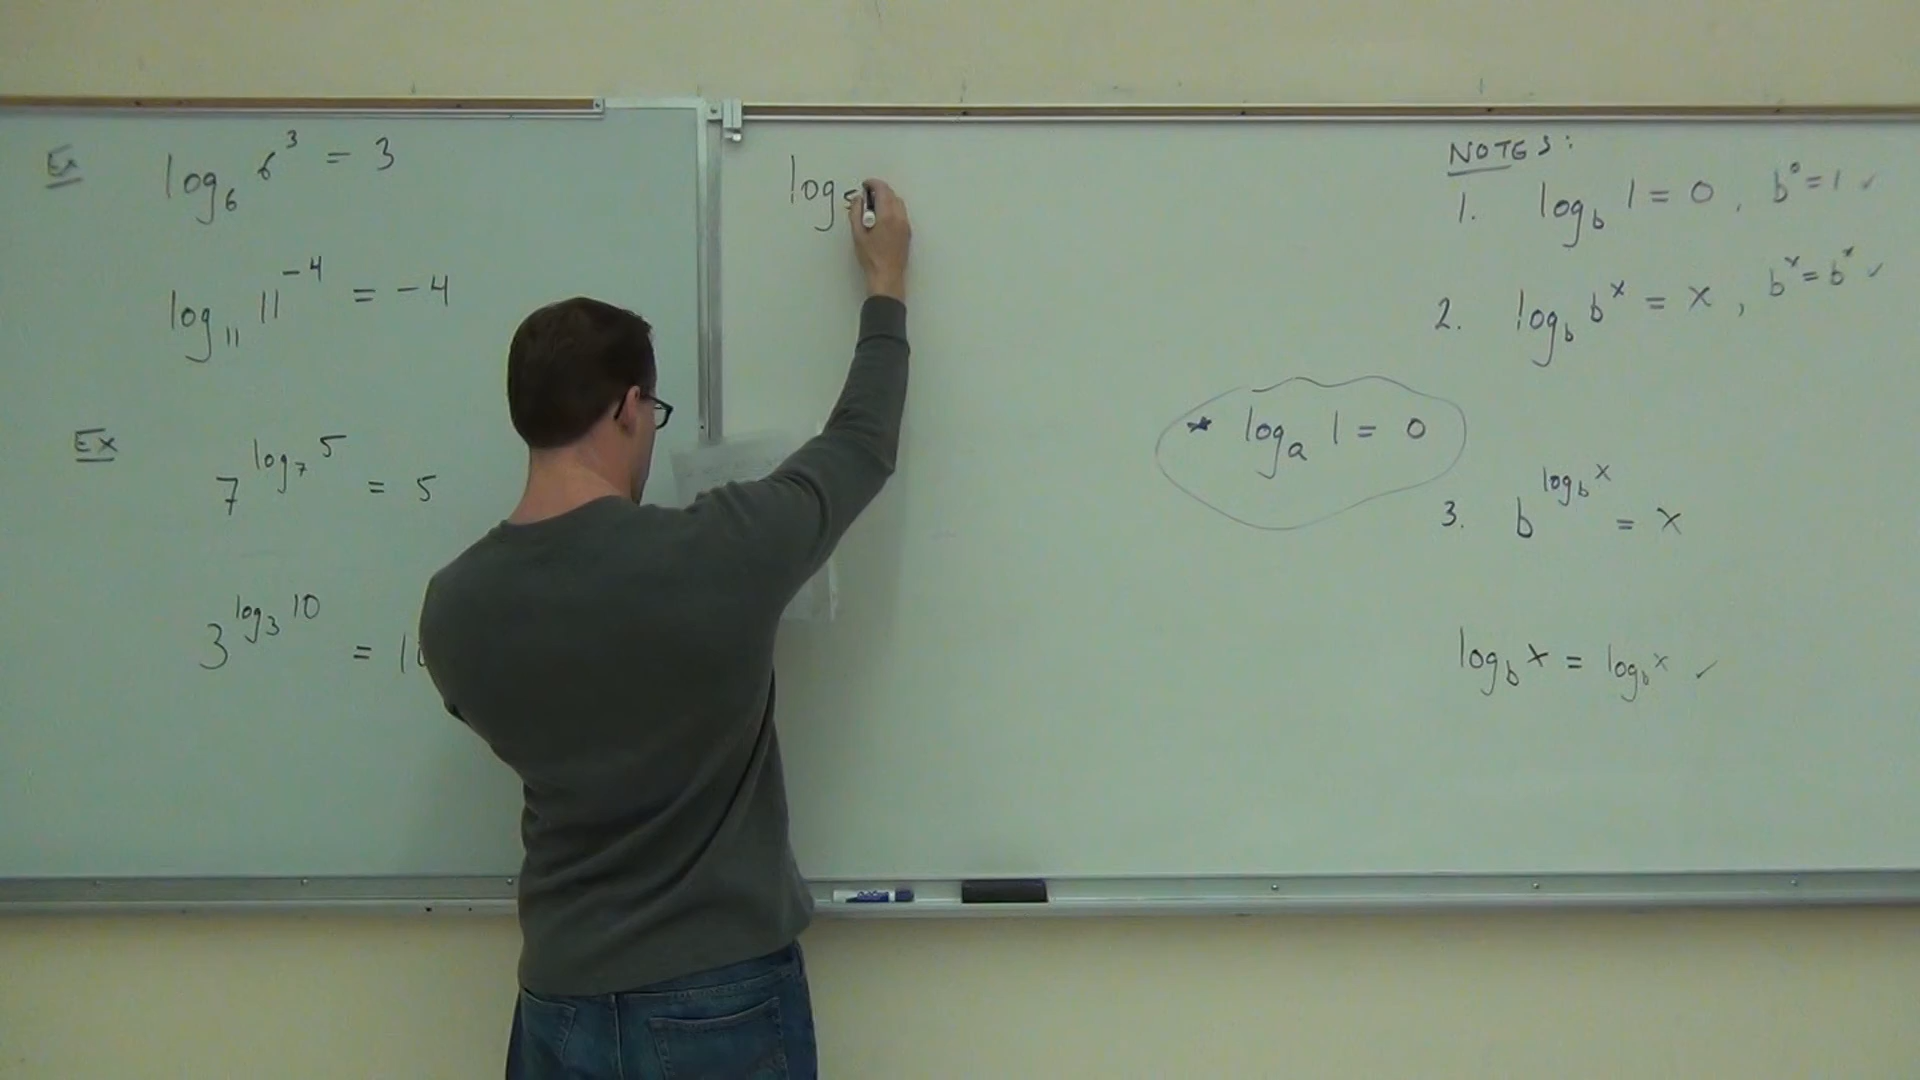 Ex log₆ 6³ = 3
log₁₁ 11⁻⁴ = -4
Ex 7^(log₇ 5) = 5
3^(log₃ 10) = 10
log₅
NOTES:
1. log_b 1 = 0, b⁰ = 1 ✓
2. log_b b^x = x, b^x = b^x ✓
* log_a 1 = 0
3. b^(log_b x) = x
log_b x = log_b x ✓